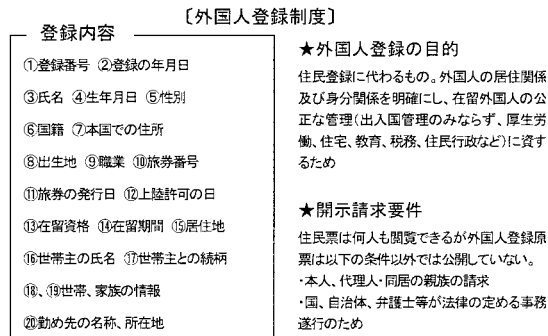 〔外国人登録制度〕
登録内容
①登録番号 ②登録の年月日
③氏名 ④生年月日 ⑤性別
⑥国籍 ⑦本国での住所
⑧出生地 ⑨職業 ⑩旅券番号
⑪旅券の発行日 ⑫上陸許可の日
⑬在留資格 ⑭在留期間 ⑮居住地
⑯世帯主の氏名 ⑰世帯主との続柄
⑱、⑲世帯、家族の情報
⑳勤め先の名称、所在地
★外国人登録の目的
住民登録に代わるもの。外国人の居住関係
及び身分関係を明確にし、在留外国人の公
正な管理(出入国管理のみならず、厚生労
働、住宅、教育、税務、住民行政など)に資す
るため
★開示請求要件
住民票は何人も閲覧できるが外国人登録原
票は以下の条件以外では公開していない。
・本人、代理人・同居の親族の請求
・国、自治体、弁護士等が法律の定める事務
遂行のため